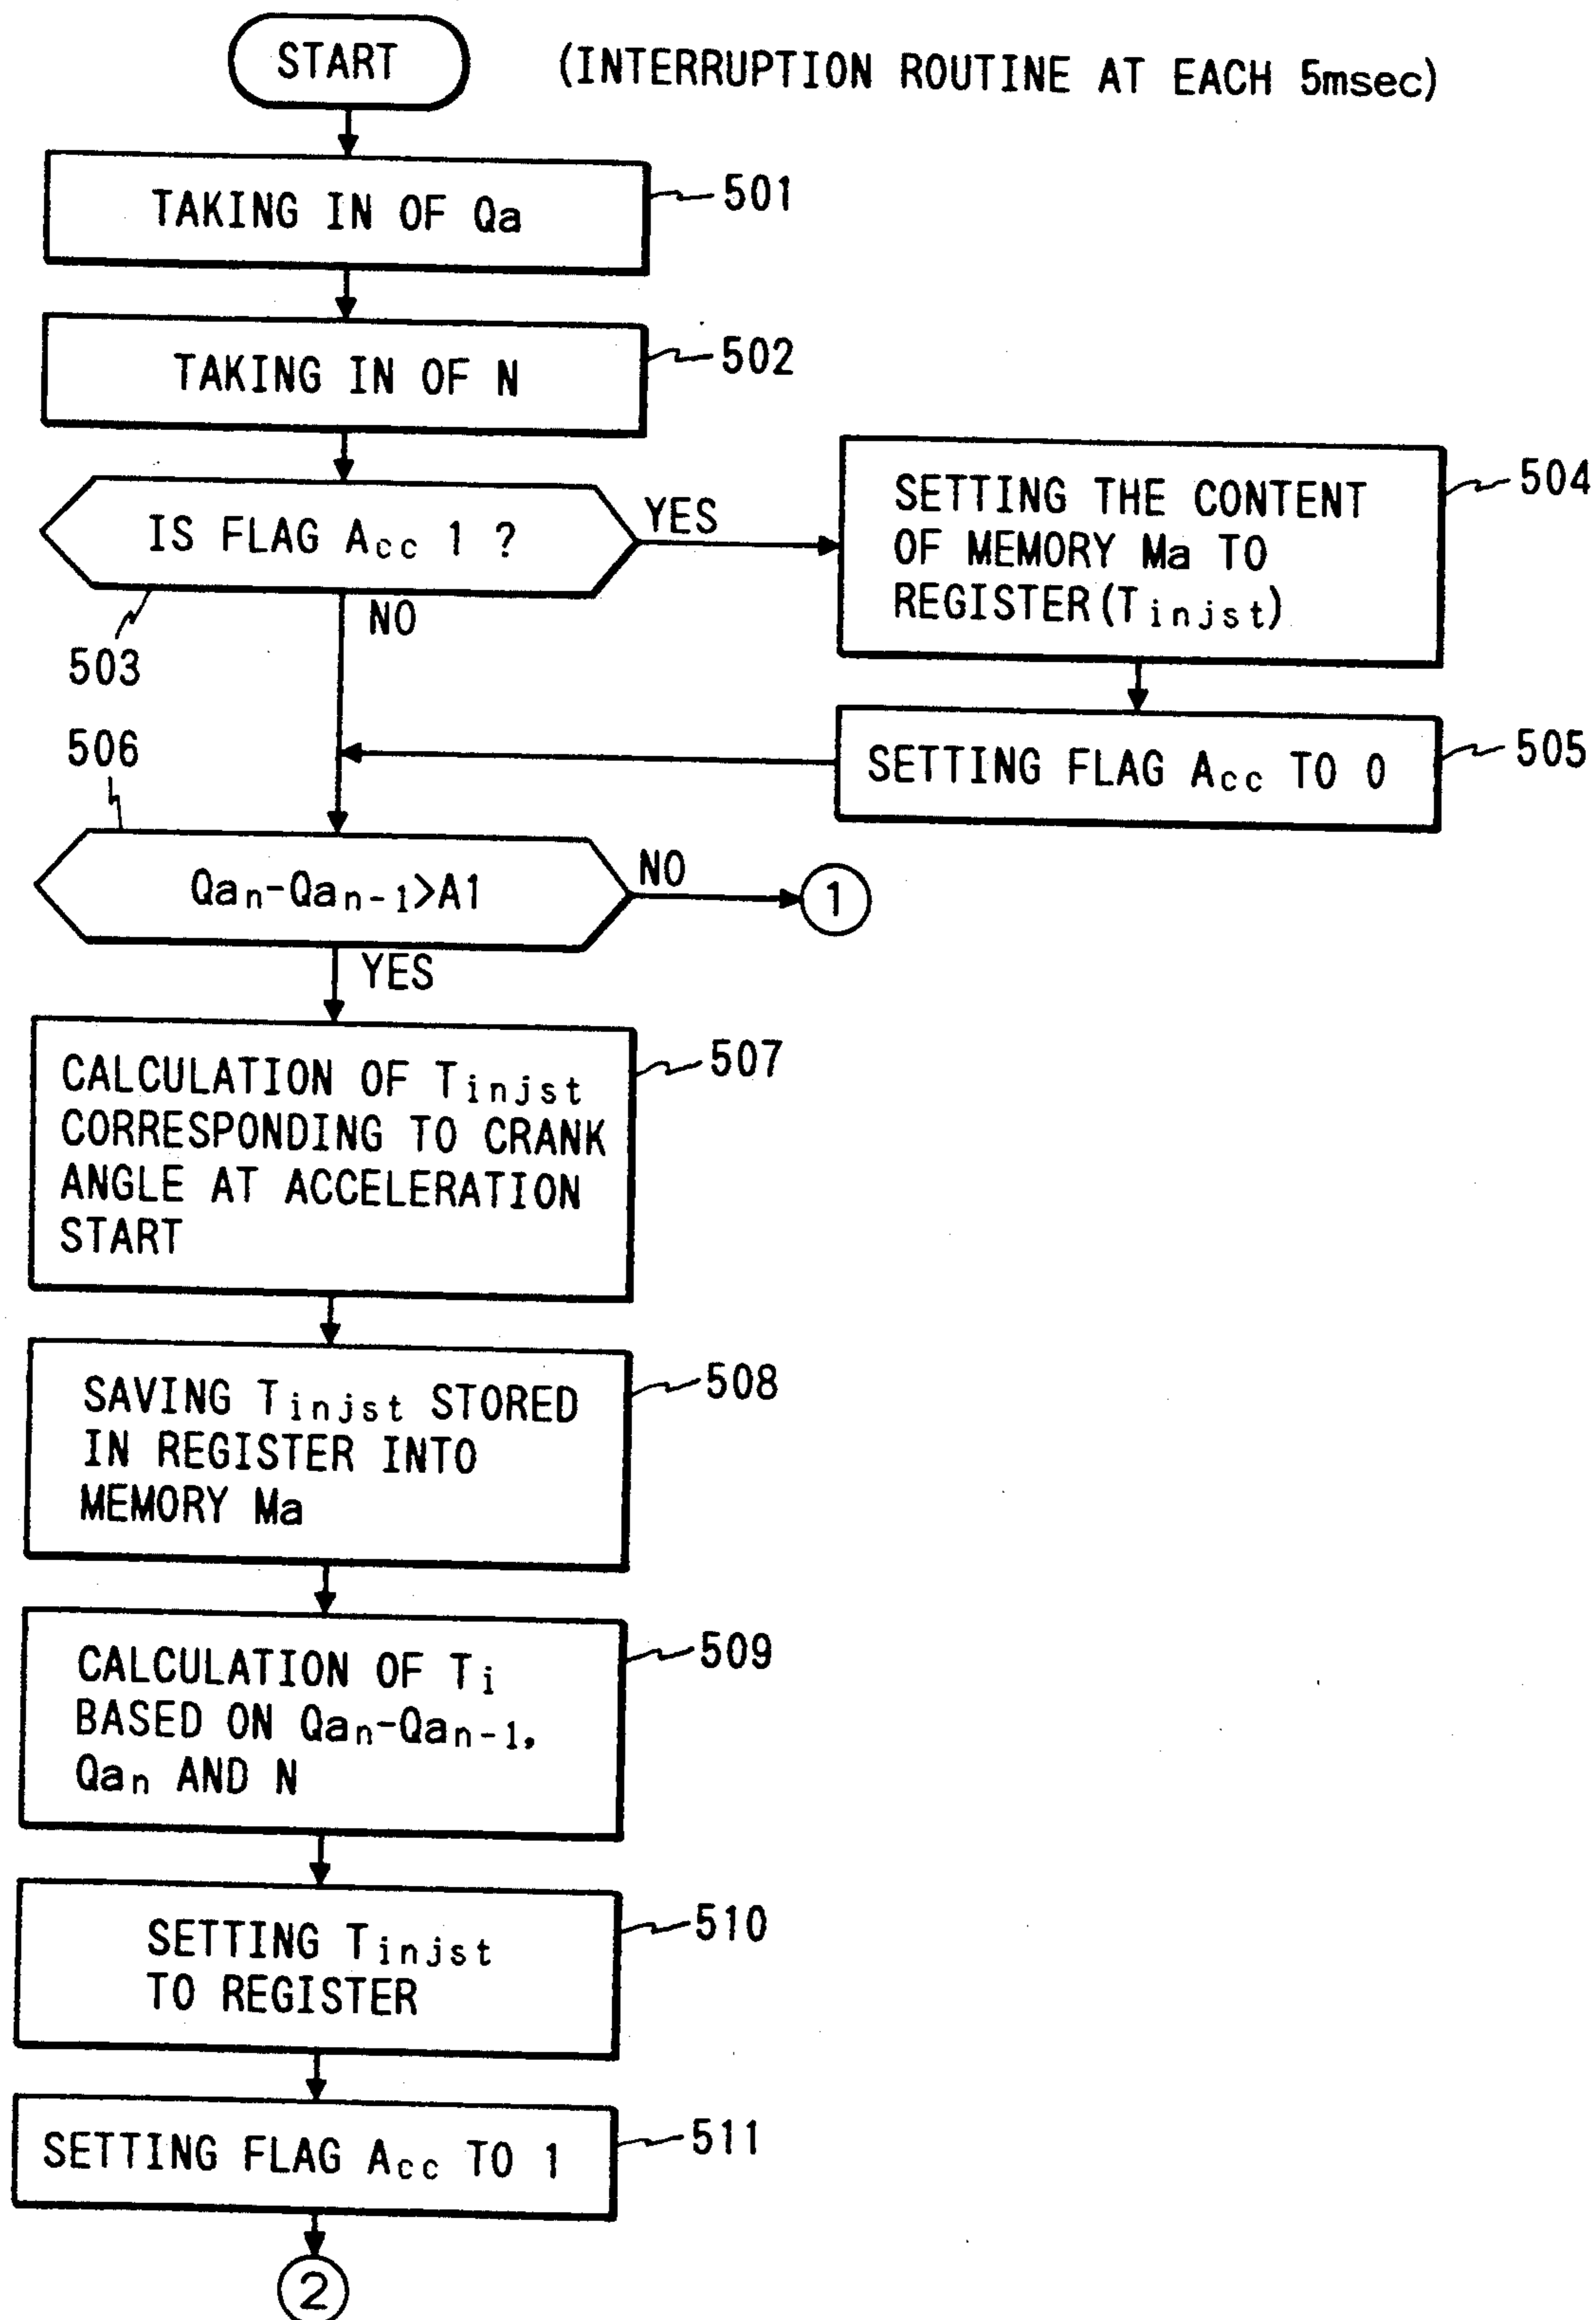 START
(INTERRUPTION ROUTINE AT EACH 5msec)
TAKING IN OF Qa
501
TAKING IN OF N
502
IS FLAG Acc 1 ?
YES
NO
503
SETTING THE CONTENT
OF MEMORY Ma TO
REGISTER(Tinjst)
504
SETTING FLAG Acc TO 0
505
506
Qan-Qan-1>A1
NO
1
YES
CALCULATION OF Tinjst
CORRESPONDING TO CRANK
ANGLE AT ACCELERATION
START
507
SAVING Tinjst STORED
IN REGISTER INTO
MEMORY Ma
508
CALCULATION OF Ti
BASED ON Qan-Qan-1,
Qan AND N
509
SETTING Tinjst
TO REGISTER
510
SETTING FLAG Acc TO 1
511
2